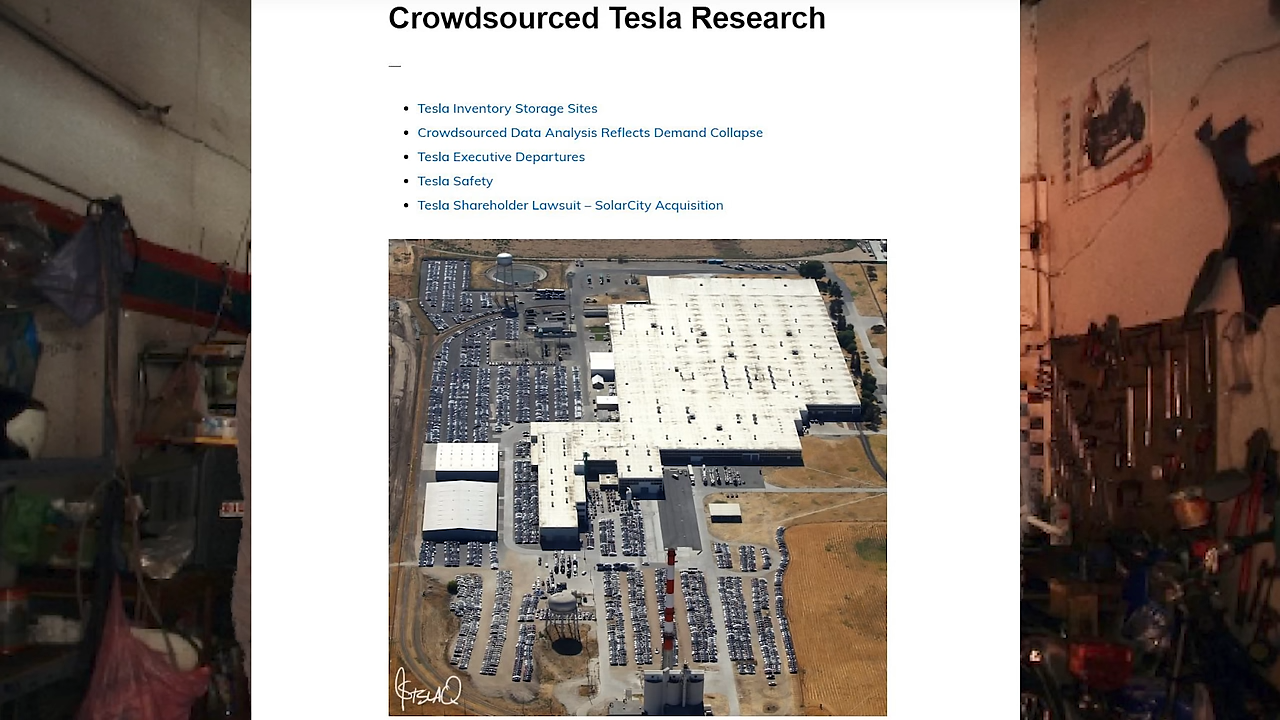 Crowdsourced Tesla Research
—
Tesla Inventory Storage Sites
Crowdsourced Data Analysis Reflects Demand Collapse
Tesla Executive Departures
Tesla Safety
Tesla Shareholder Lawsuit – SolarCity Acquisition